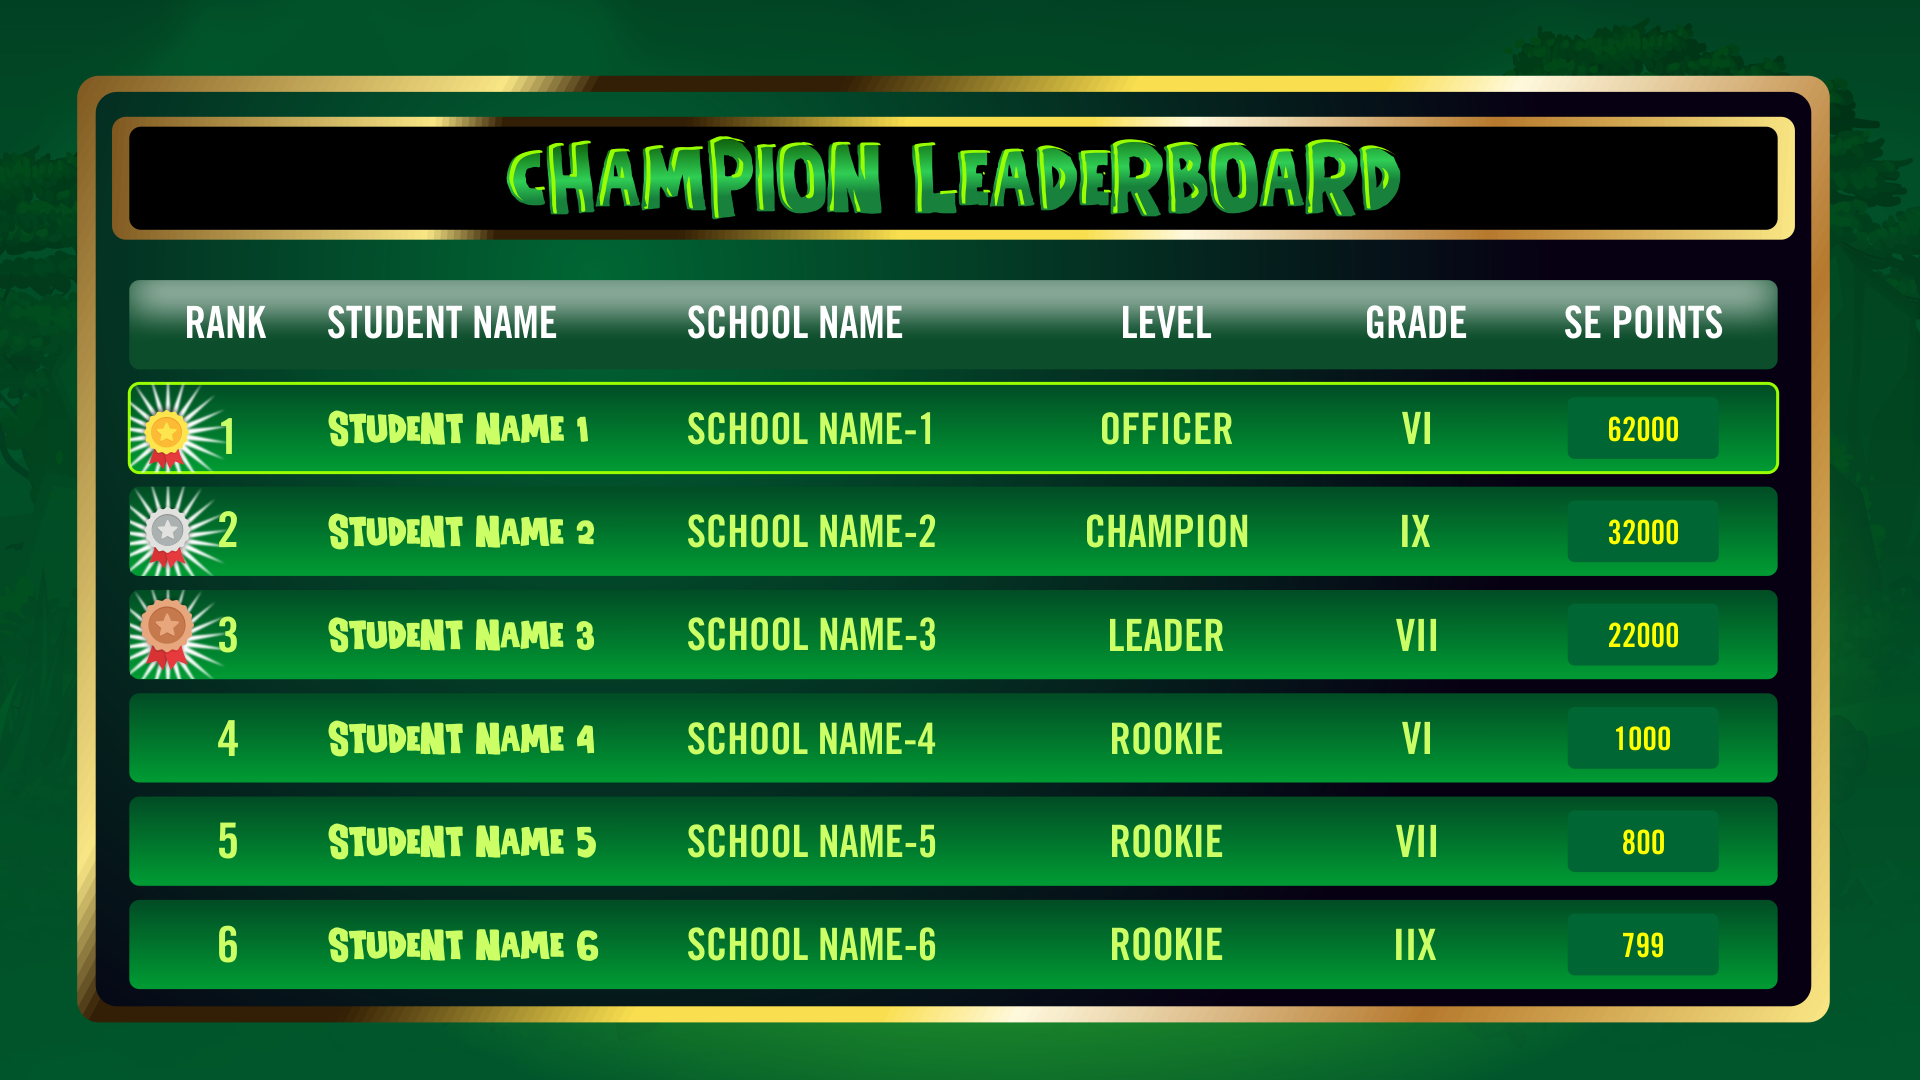 CHAMPION LEADERBOARD
RANK STUDENT NAME SCHOOL NAME LEVEL GRADE SE POINTS
1 STUDENT NAME 1 SCHOOL NAME-1 OFFICER VI 62000
2 STUDENT NAME 2 SCHOOL NAME-2 CHAMPION IX 32000
3 STUDENT NAME 3 SCHOOL NAME-3 LEADER VII 22000
4 STUDENT NAME 4 SCHOOL NAME-4 ROOKIE VI 1000
5 STUDENT NAME 5 SCHOOL NAME-5 ROOKIE VII 800
6 STUDENT NAME 6 SCHOOL NAME-6 ROOKIE IIX 799